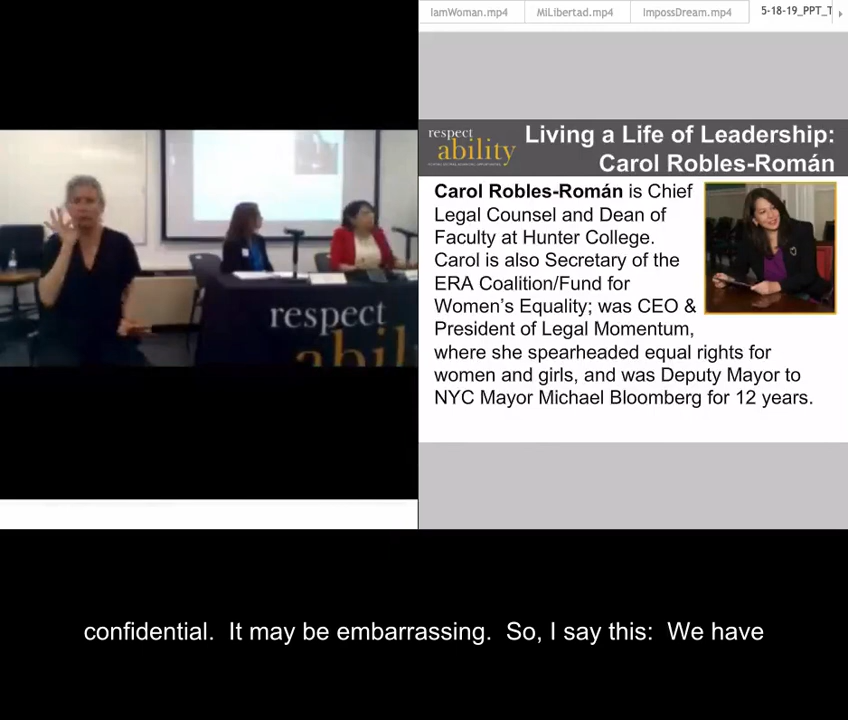 IamWoman.mp4
MiLibertad.mp4
ImpossDream.mp4
5-18-19_PPT_T
respect
ability
Living a Life of Leadership:
Carol Robles-Román
Carol Robles-Román is Chief
Legal Counsel and Dean of
Faculty at Hunter College.
Carol is also Secretary of the
ERA Coalition/Fund for
Women's Equality; was CEO &
President of Legal Momentum,
where she spearheaded equal rights for
women and girls, and was Deputy Mayor to
NYC Mayor Michael Bloomberg for 12 years.
respect
abil
confidential.  It may be embarrassing.  So, I say this:  We have